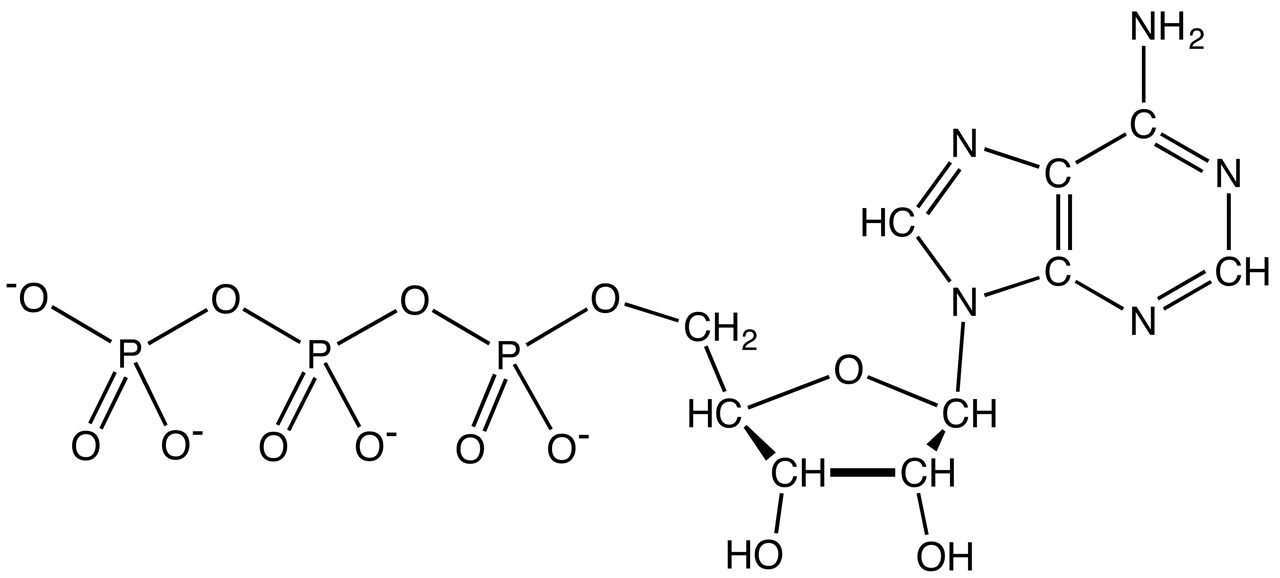 NH₂
N C
C N
HC
C CH
N N
⁻O O O O CH₂
P P P
O
HC CH
O O⁻ O O⁻ O O⁻
CH CH
HO OH